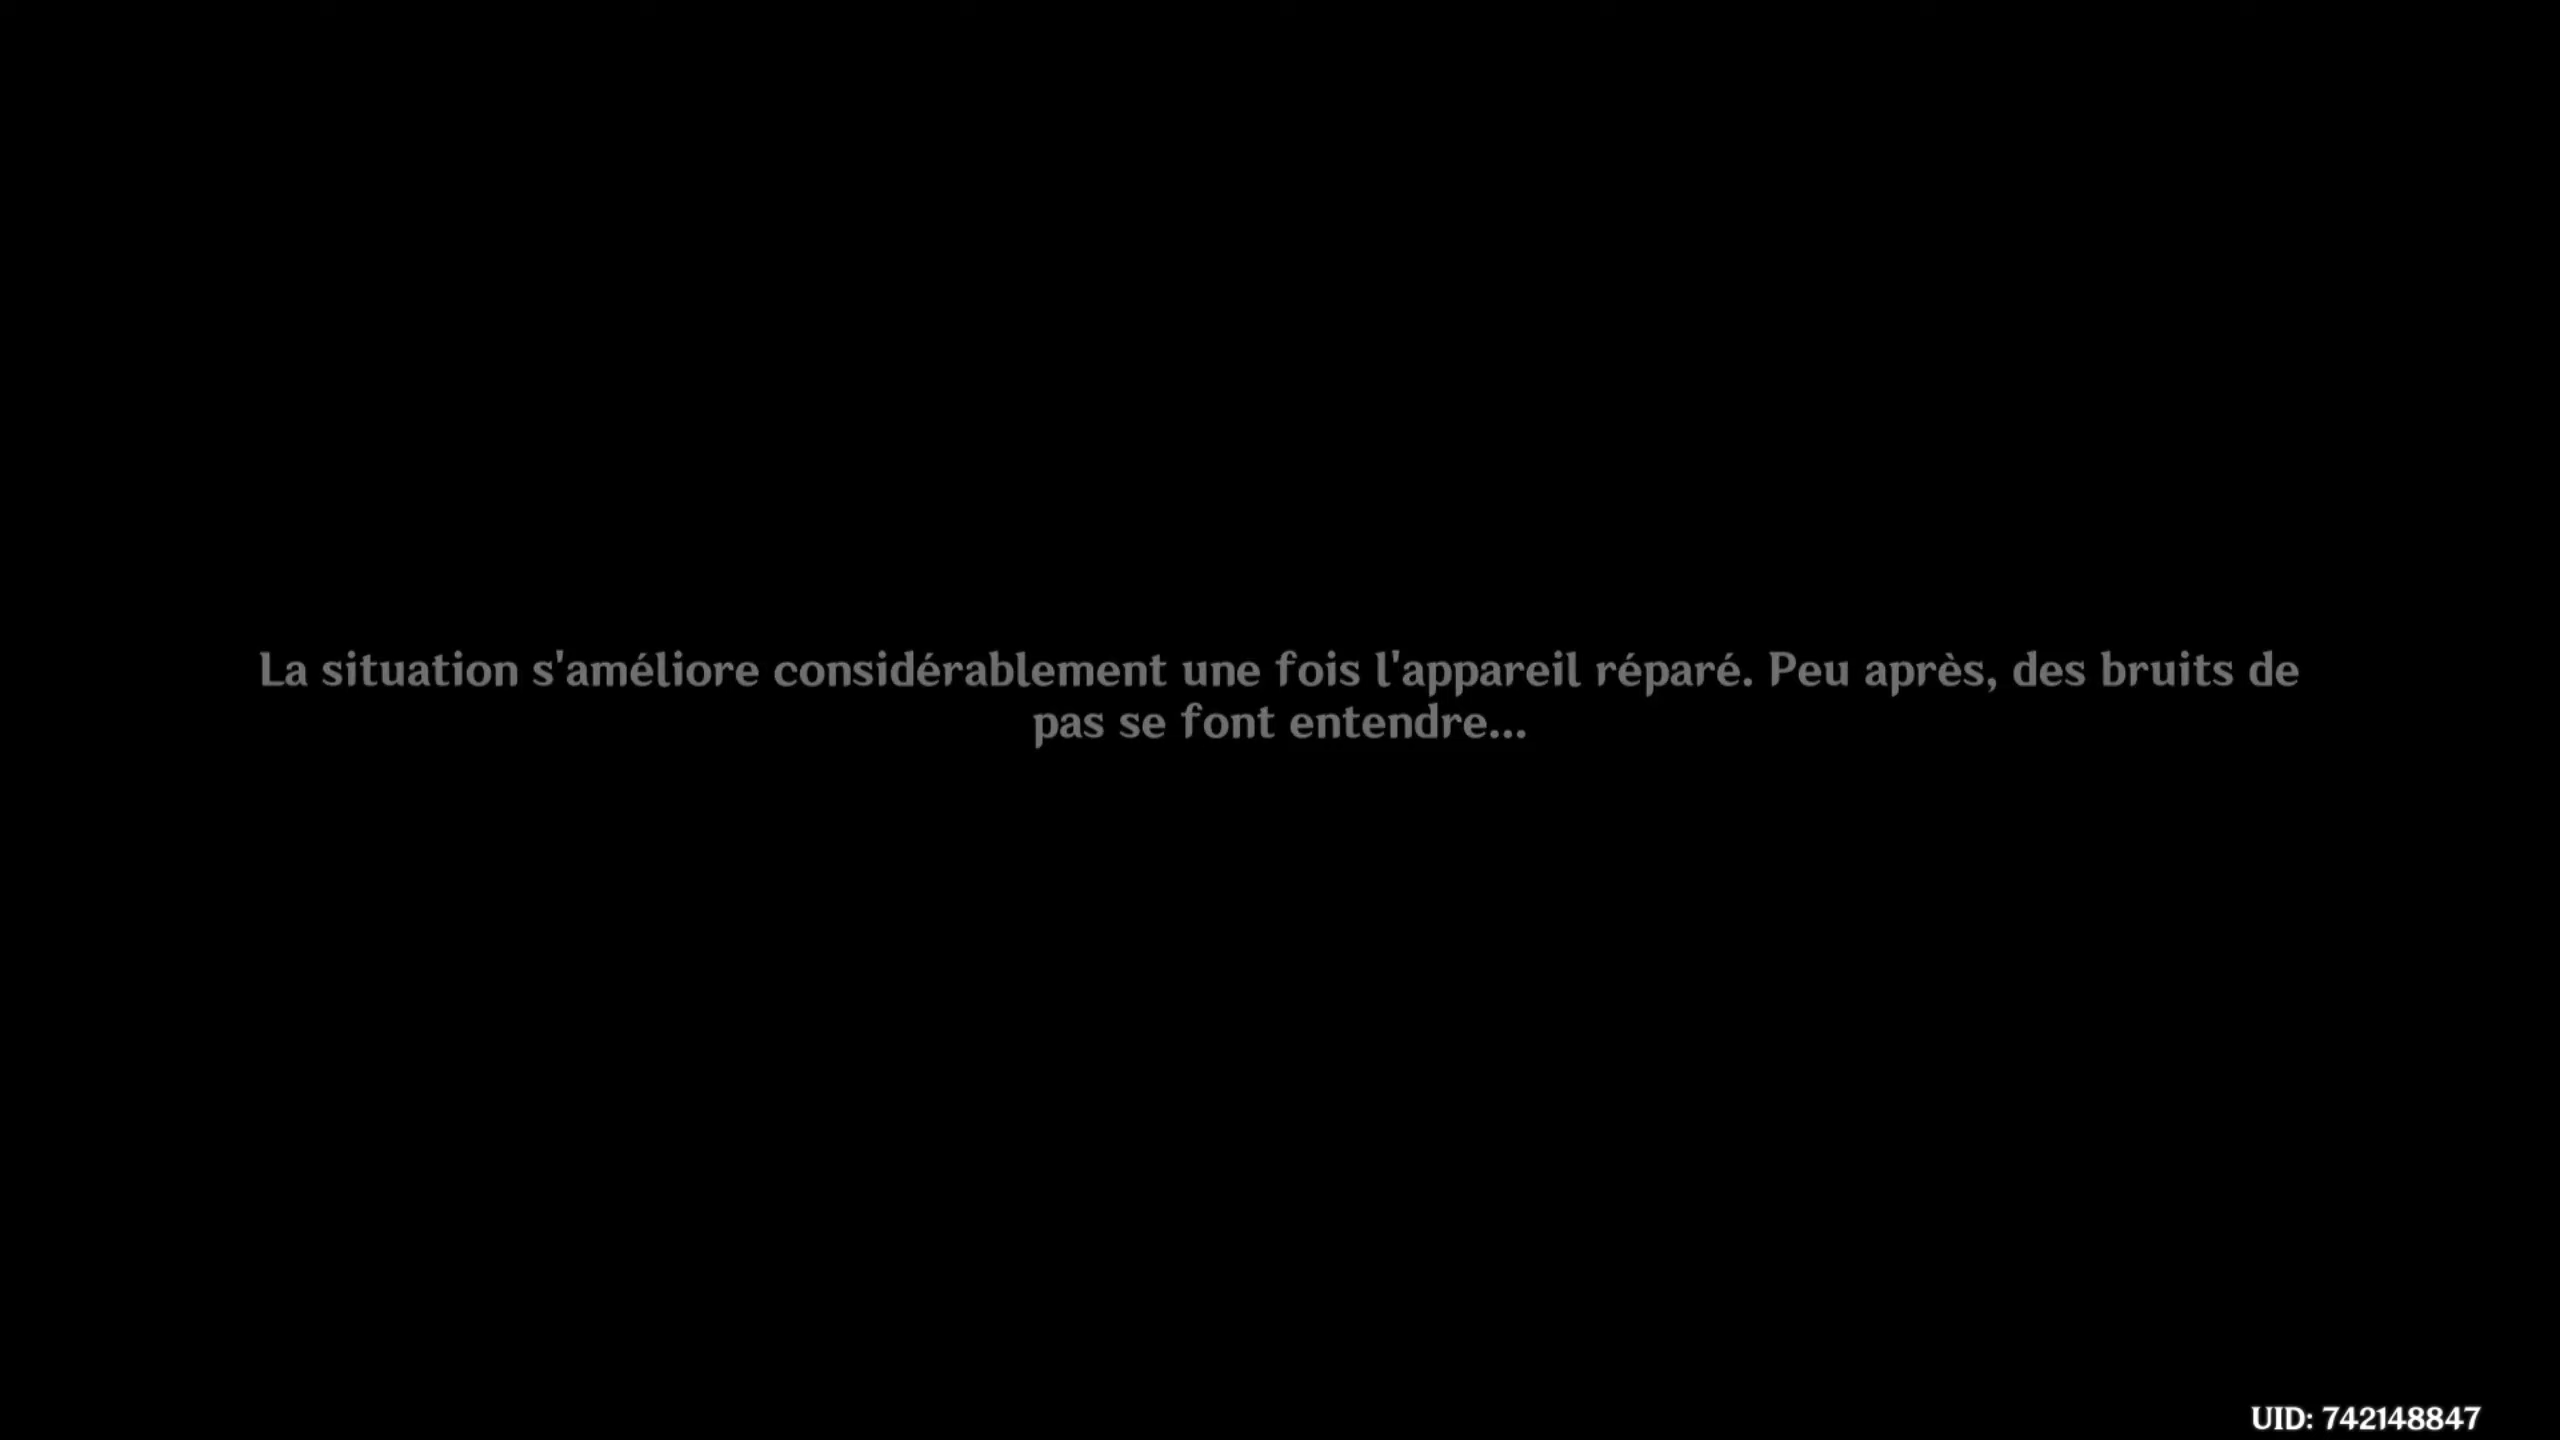 La situation s'améliore considérablement une fois l'appareil réparé. Peu après, des bruits de
pas se font entendre...
UID: 742148847